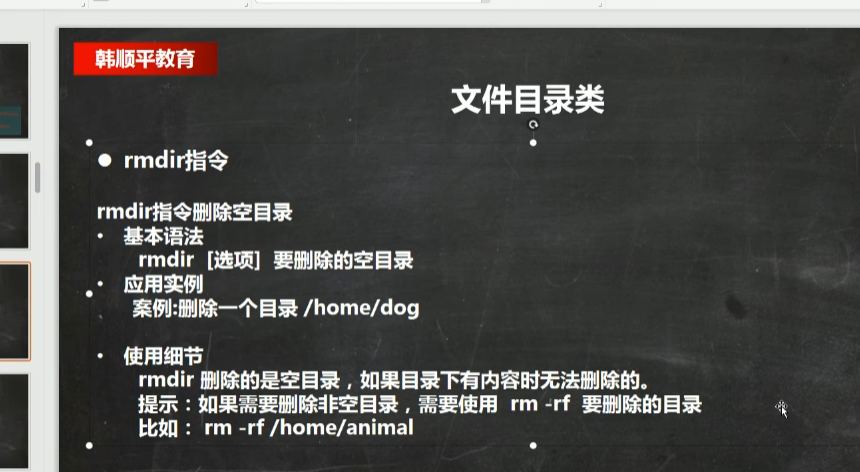 韩顺平教育
文件目录类
● rmdir指令
rmdir指令删除空目录
• 基本语法
rmdir [选项] 要删除的空目录
• 应用实例
案例:删除一个目录 /home/dog
• 使用细节
rmdir 删除的是空目录，如果目录下有内容时无法删除的。
提示：如果需要删除非空目录，需要使用 rm -rf 要删除的目录
比如： rm -rf /home/animal